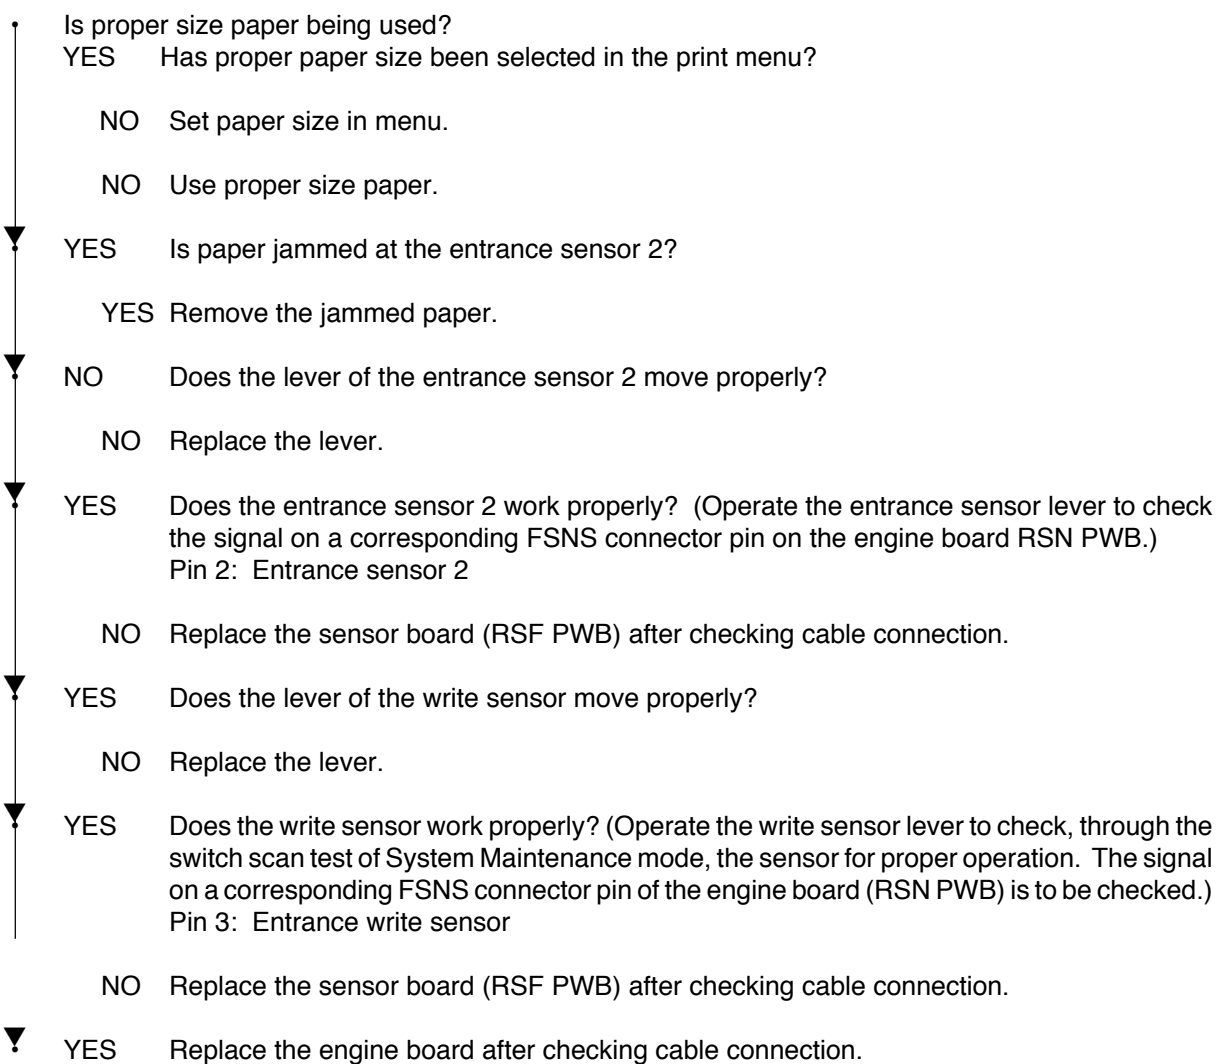 Is proper size paper being used?
YES Has proper paper size been selected in the print menu?
NO Set paper size in menu.
NO Use proper size paper.
YES Is paper jammed at the entrance sensor 2?
YES Remove the jammed paper.
NO Does the lever of the entrance sensor 2 move properly?
NO Replace the lever.
YES Does the entrance sensor 2 work properly? (Operate the entrance sensor lever to check
the signal on a corresponding FSNS connector pin on the engine board RSN PWB.)
Pin 2: Entrance sensor 2
NO Replace the sensor board (RSF PWB) after checking cable connection.
YES Does the lever of the write sensor move properly?
NO Replace the lever.
YES Does the write sensor work properly? (Operate the write sensor lever to check, through the
switch scan test of System Maintenance mode, the sensor for proper operation. The signal
on a corresponding FSNS connector pin of the engine board (RSN PWB) is to be checked.)
Pin 3: Entrance write sensor
NO Replace the sensor board (RSF PWB) after checking cable connection.
YES Replace the engine board after checking cable connection.